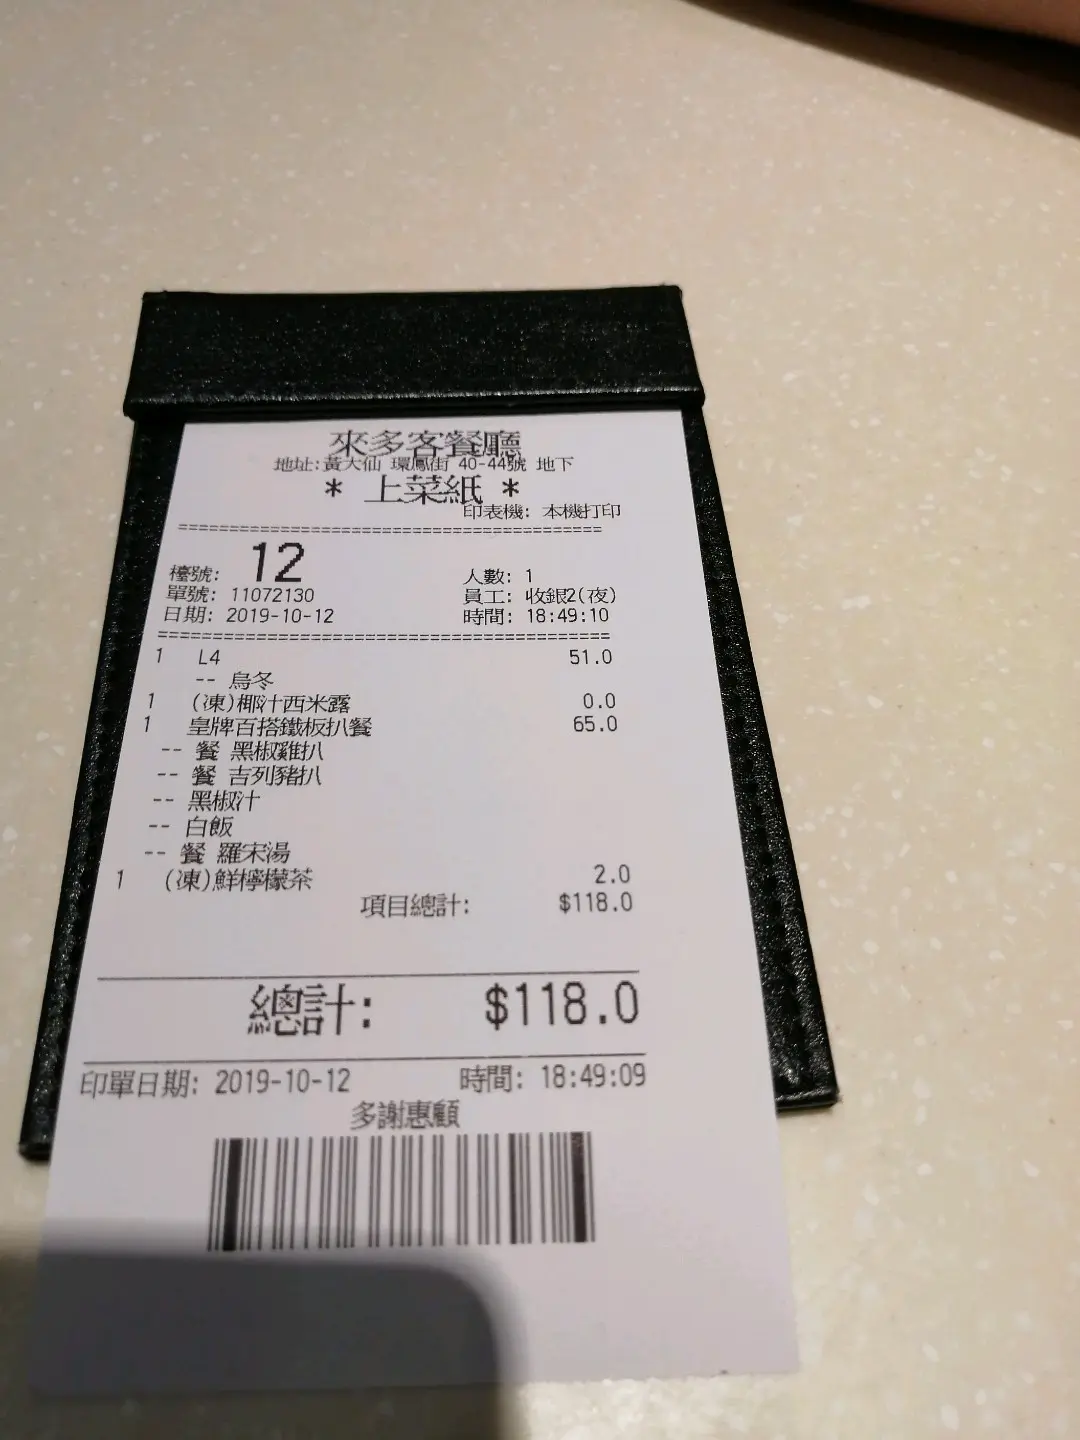 來多客餐廳
地址:黃大仙 環鳳街 40-44號 地下
* 上菜紙 *
印表機: 本機打印
==========================================
檯號: 12 人數: 1
單號: 11072130 員工: 收銀2(夜)
日期: 2019-10-12 時間: 18:49:10
==========================================
1 L4 51.0
-- 烏冬
1 (凍)椰汁西米露 0.0
1 皇牌百搭鐵板扒餐 65.0
-- 餐 黑椒雞扒
-- 餐 吉列豬扒
-- 黑椒汁
-- 白飯
-- 餐 羅宋湯
1 (凍)鮮檸檬茶 2.0
項目總計: $118.0
總計: $118.0
印單日期: 2019-10-12 時間: 18:49:09
多謝惠顧